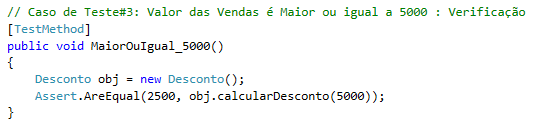 // Caso de Teste#3: Valor das Vendas é Maior ou igual a 5000 : Verificação
[TestMethod]
public void MaiorOuIgual_5000()
{
Desconto obj = new Desconto();
Assert.AreEqual(2500, obj.calcularDesconto(5000));
}